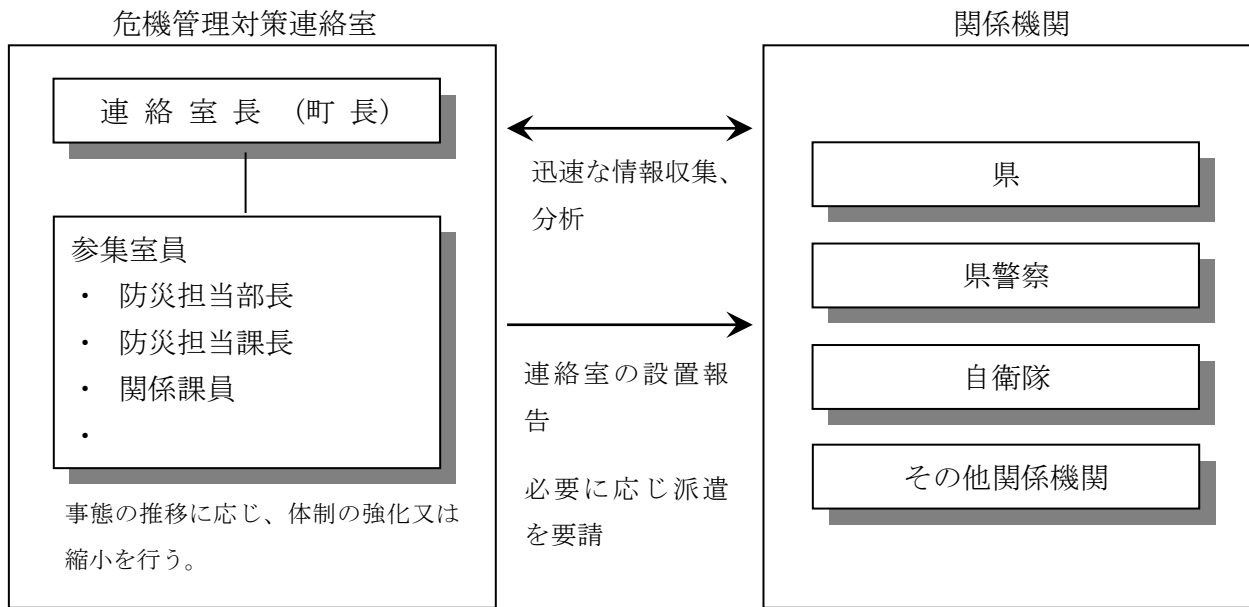 危機管理対策連絡室
連 絡 室 長 (町 長)
参集室員
・ 防災担当部長
・ 防災担当課長
・ 関係課員
・
事態の推移に応じ、体制の強化又は
縮小を行う。
迅速な情報収集、
分析
連絡室の設置報
告
必要に応じ派遣
を要請
関係機関
県
県警察
自衛隊
その他関係機関